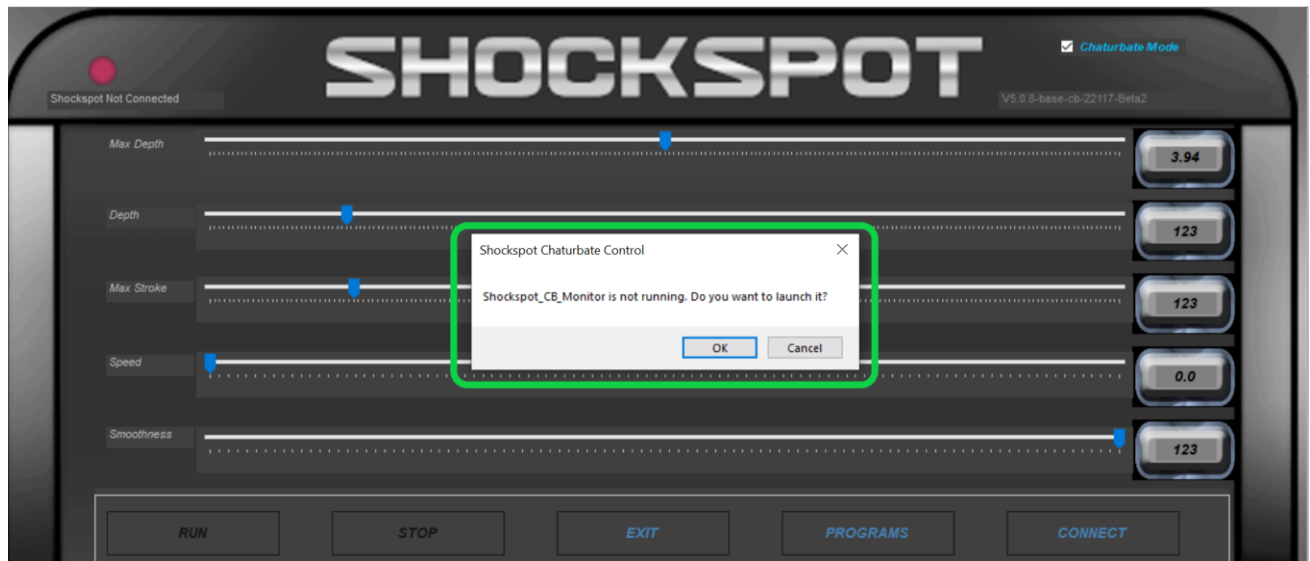 SHOCKSPOT
Chaturbate Mode
Shockspot Not Connected
V5.0.8-base-cb-22117-Beta2
Max Depth
3.94
Depth
123
Shockspot Chaturbate Control
Shockspot_CB_Monitor is not running. Do you want to launch it?
OK Cancel
Max Stroke
123
Speed
0.0
Smoothness
123
RUN STOP EXIT PROGRAMS CONNECT